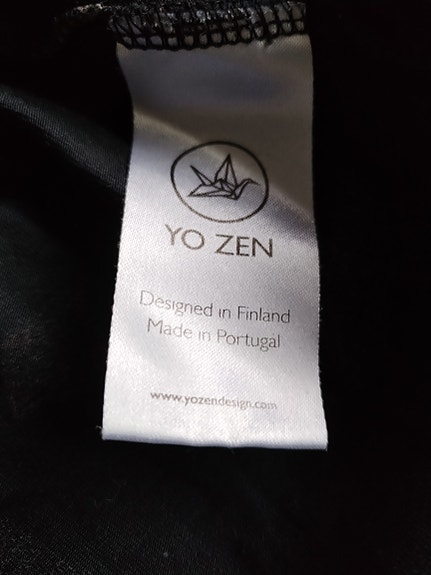 YO ZEN
Designed in Finland
Made in Portugal
www.yozendesign.com